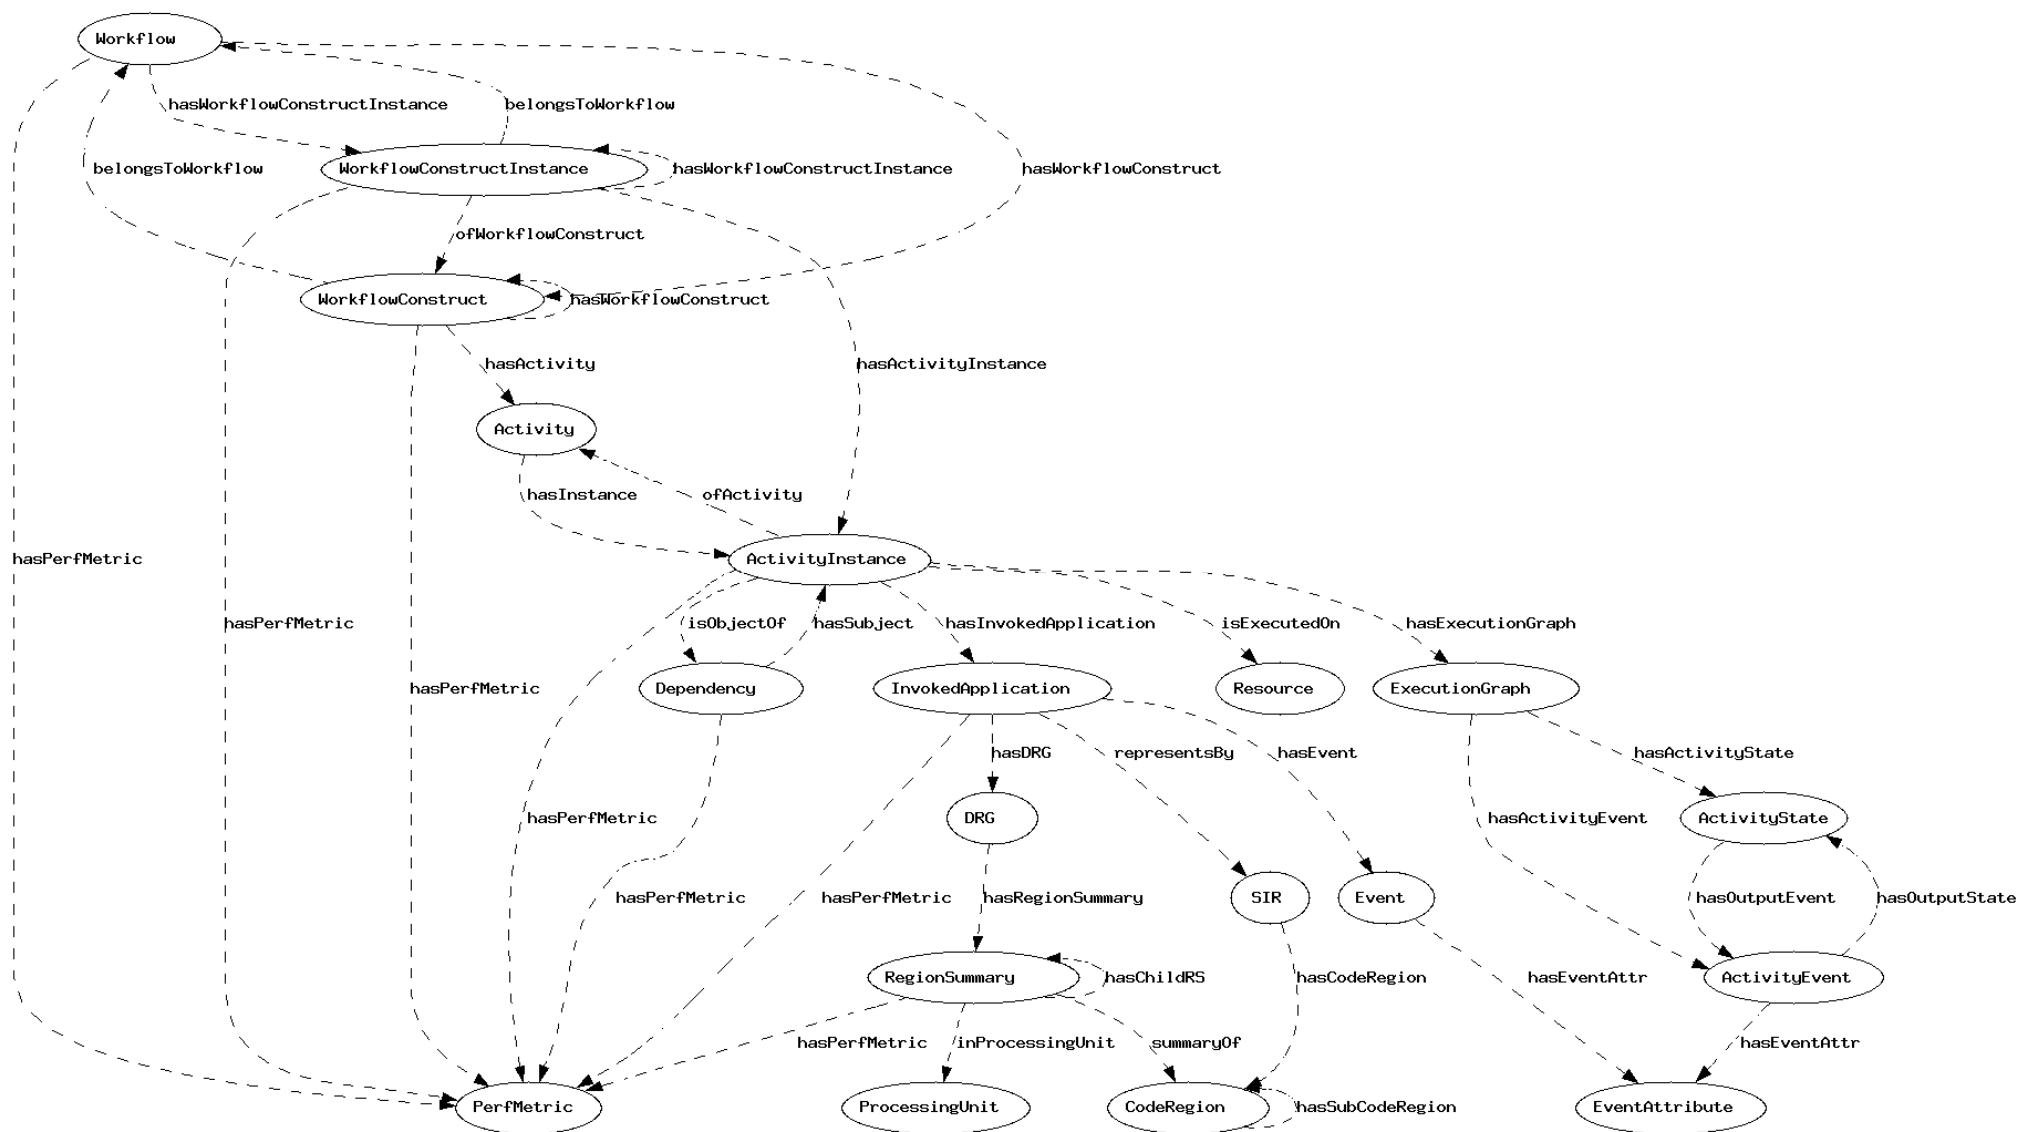 Workflow
hasWorkflowConstructInstance
belongsToWorkflow
belongsToWorkflow
WorkflowConstructInstance
hasWorkflowConstructInstance
hasWorkflowConstruct
ofWorkflowConstruct
WorkflowConstruct
hasWorkflowConstruct
hasActivity
hasActivityInstance
Activity
hasInstance
ofActivity
hasPerfMetric
ActivityInstance
hasPerfMetric
isObjectOf
hasSubject
hasInvokedApplication
isExecutedOn
hasExecutionGraph
hasPerfMetric
Dependency
InvokedApplication
Resource
ExecutionGraph
hasDRG
representsBy
hasEvent
hasActivityState
hasPerfMetric
DRG
hasActivityEvent
ActivityState
hasPerfMetric
hasPerfMetric
hasRegionSummary
SIR
Event
hasOutputEvent
hasOutputState
RegionSummary
hasChildRS
hasCodeRegion
hasEventAttr
ActivityEvent
hasPerfMetric
inProcessingUnit
summaryOf
hasEventAttr
PerfMetric
ProcessingUnit
CodeRegion
hasSubCodeRegion
EventAttribute